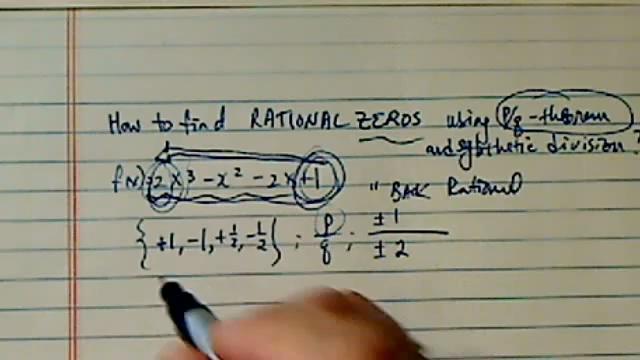 How to find RATIONAL ZEROS using P/q - theorem
and synthetic division.
f(x)=2x³ - x² - 2x +1 " BAK Rational
{ +1, -1, +1/2, -1/2 } ; p/q ; ±1/±2